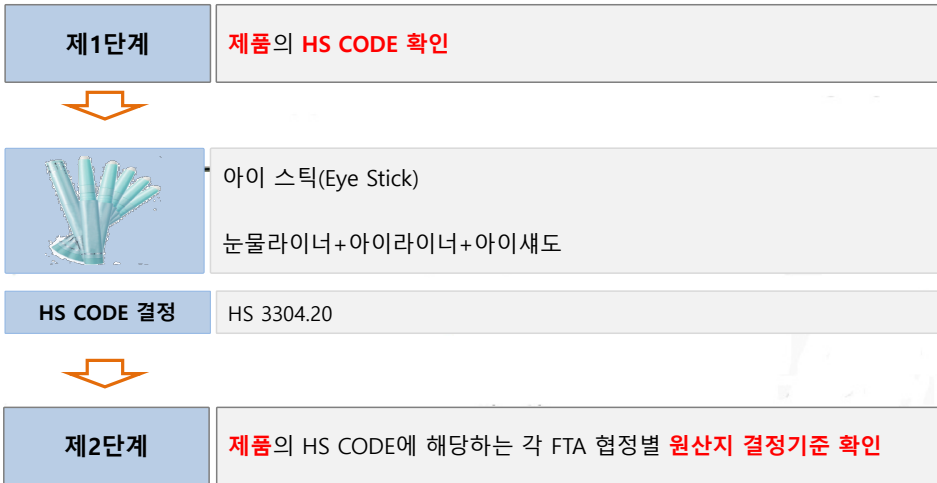 제1단계
제품의 HS CODE 확인
아이 스틱(Eye Stick)
눈물라이너+아이라이너+아이섀도
HS CODE 결정
HS 3304.20
제2단계
제품의 HS CODE에 해당하는 각 FTA 협정별 원산지 결정기준 확인